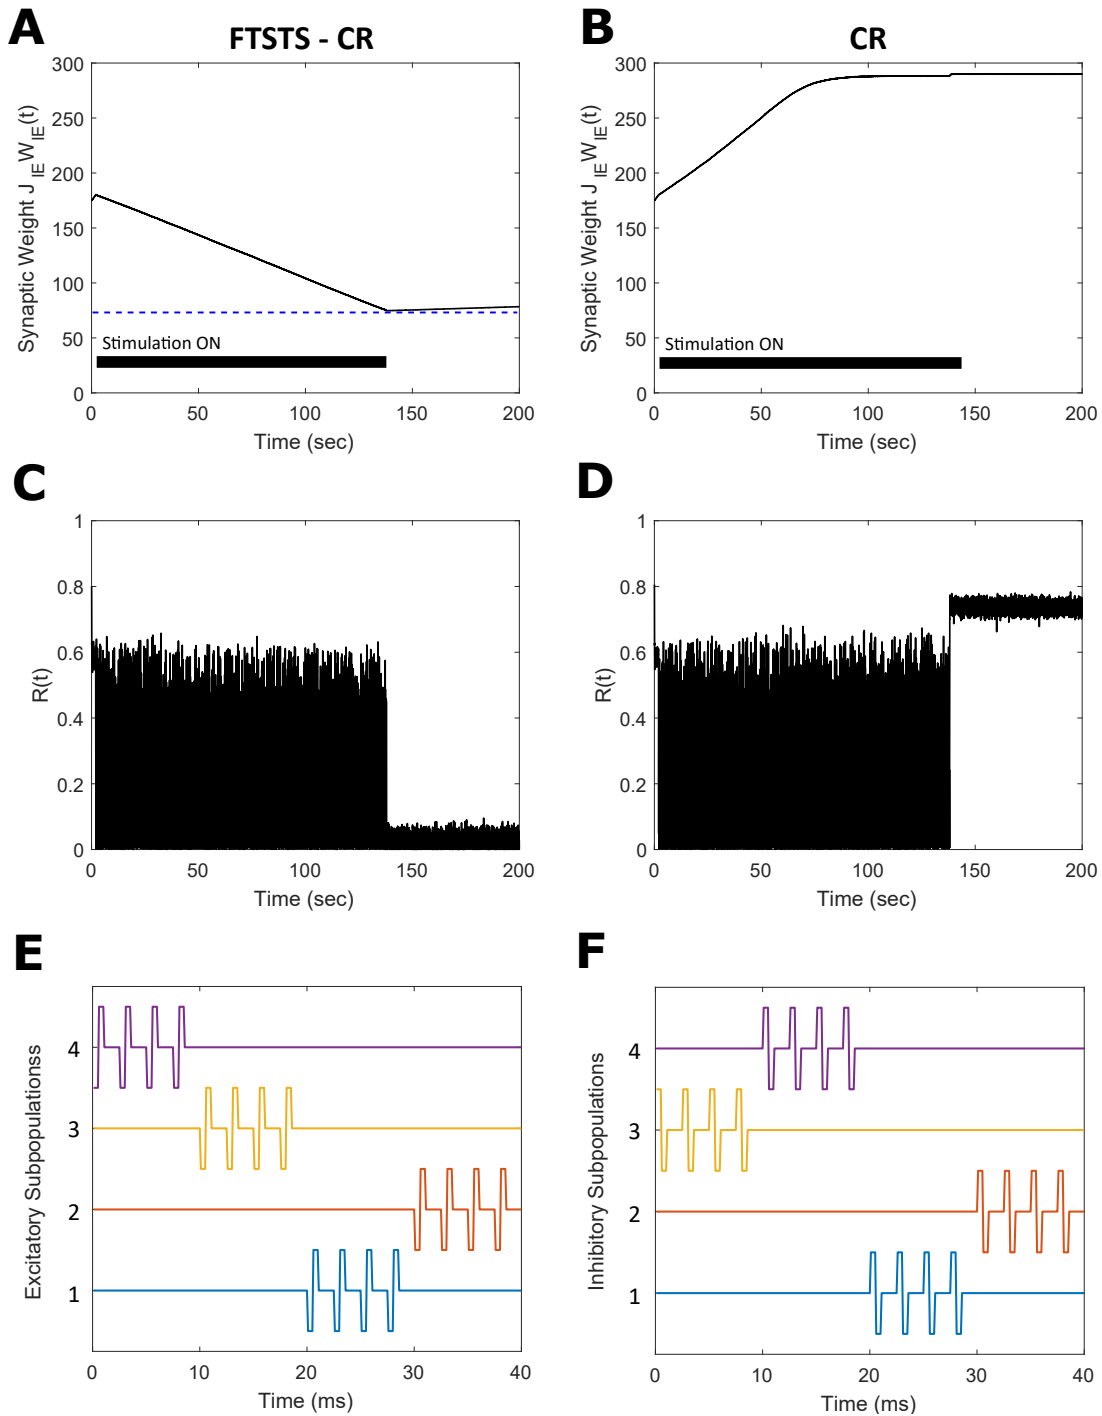 A
FTSTS - CR
B
CR
300
250
200
150
100
50
0
Synaptic Weight J IE W IE (t)
Stimulation ON
0 50 100 150 200
Time (sec)
300
250
200
150
100
50
0
Synaptic Weight J IE W IE (t)
Stimulation ON
0 50 100 150 200
Time (sec)
C
1
0.8
0.6
0.4
0.2
0
R(t)
0 50 100 150 200
Time (sec)
D
1
0.8
0.6
0.4
0.2
0
R(t)
0 50 100 150 200
Time (sec)
E
4
3
2
1
Excitatory Subpopulationss
0 10 20 30 40
Time (ms)
F
4
3
2
1
Inhibitory Subpopulations
0 10 20 30 40
Time (ms)